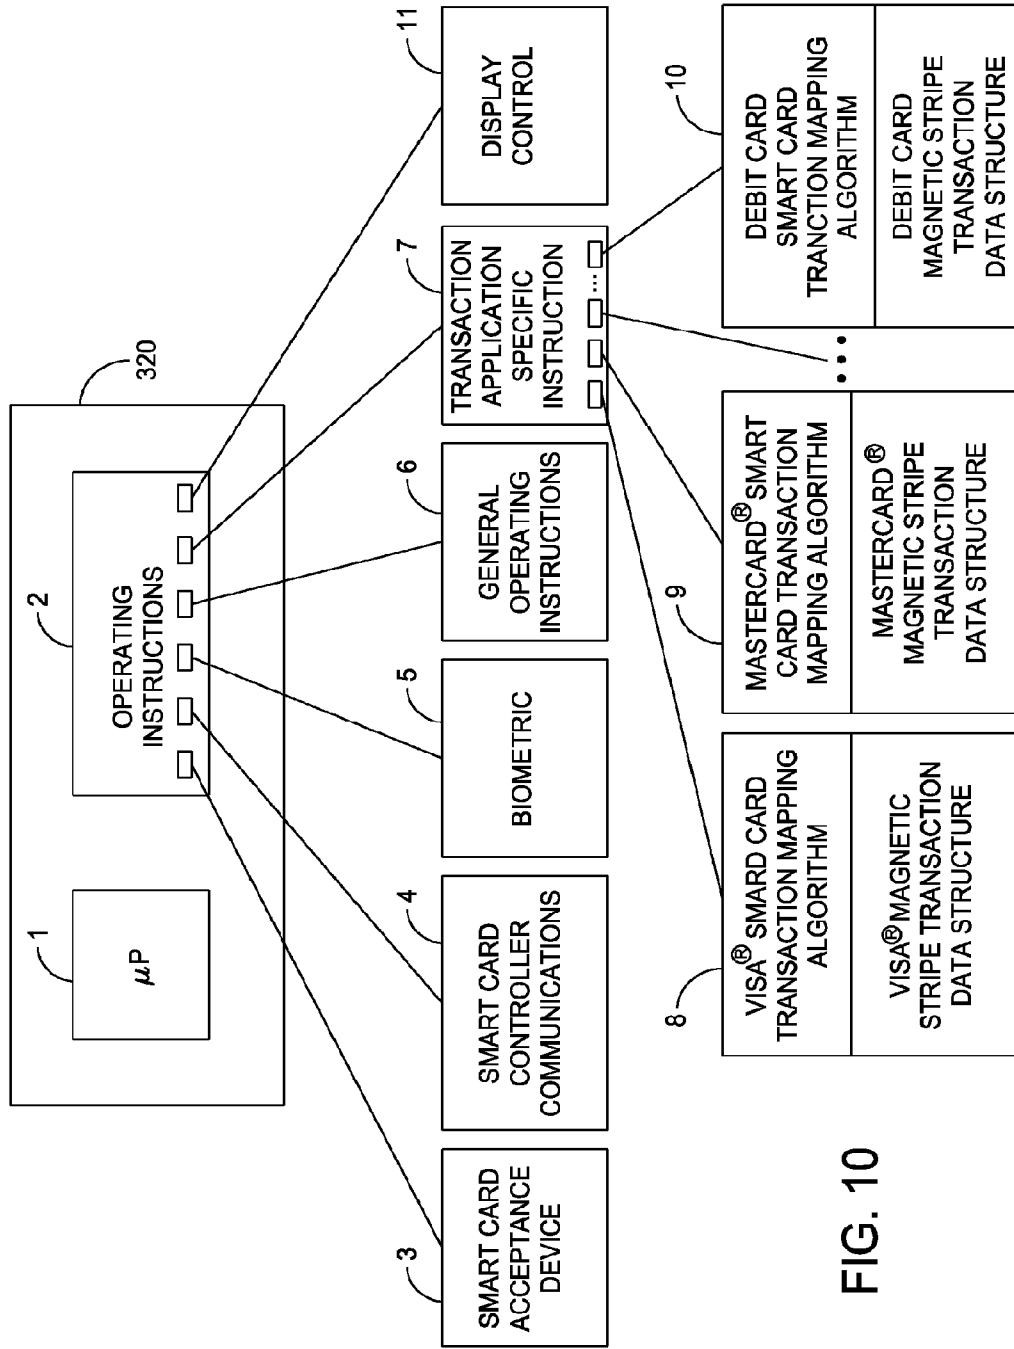 320
1
μP
2
OPERATING
INSTRUCTIONS
3
SMART CARD
ACCEPTANCE
DEVICE
4
SMART CARD
CONTROLLER
COMMUNICATIONS
5
BIOMETRIC
6
GENERAL
OPERATING
INSTRUCTIONS
7
TRANSACTION
APPLICATION
SPECIFIC
INSTRUCTION
...
11
DISPLAY
CONTROL
8
VISA® SMARD CARD
TRANSACTION MAPPING
ALGORITHM
VISA® MAGNETIC
STRIPE TRANSACTION
DATA STRUCTURE
9
MASTERCARD® SMART
CARD TRANSACTION
MAPPING ALGORITHM
MASTERCARD®
MAGNETIC STRIPE
TRANSACTION
DATA STRUCTURE
...
10
DEBIT CARD
SMART CARD
TRANCTION MAPPING
ALGORITHM
DEBIT CARD
MAGNETIC STRIPE
TRANSACTION
DATA STRUCTURE
FIG. 10